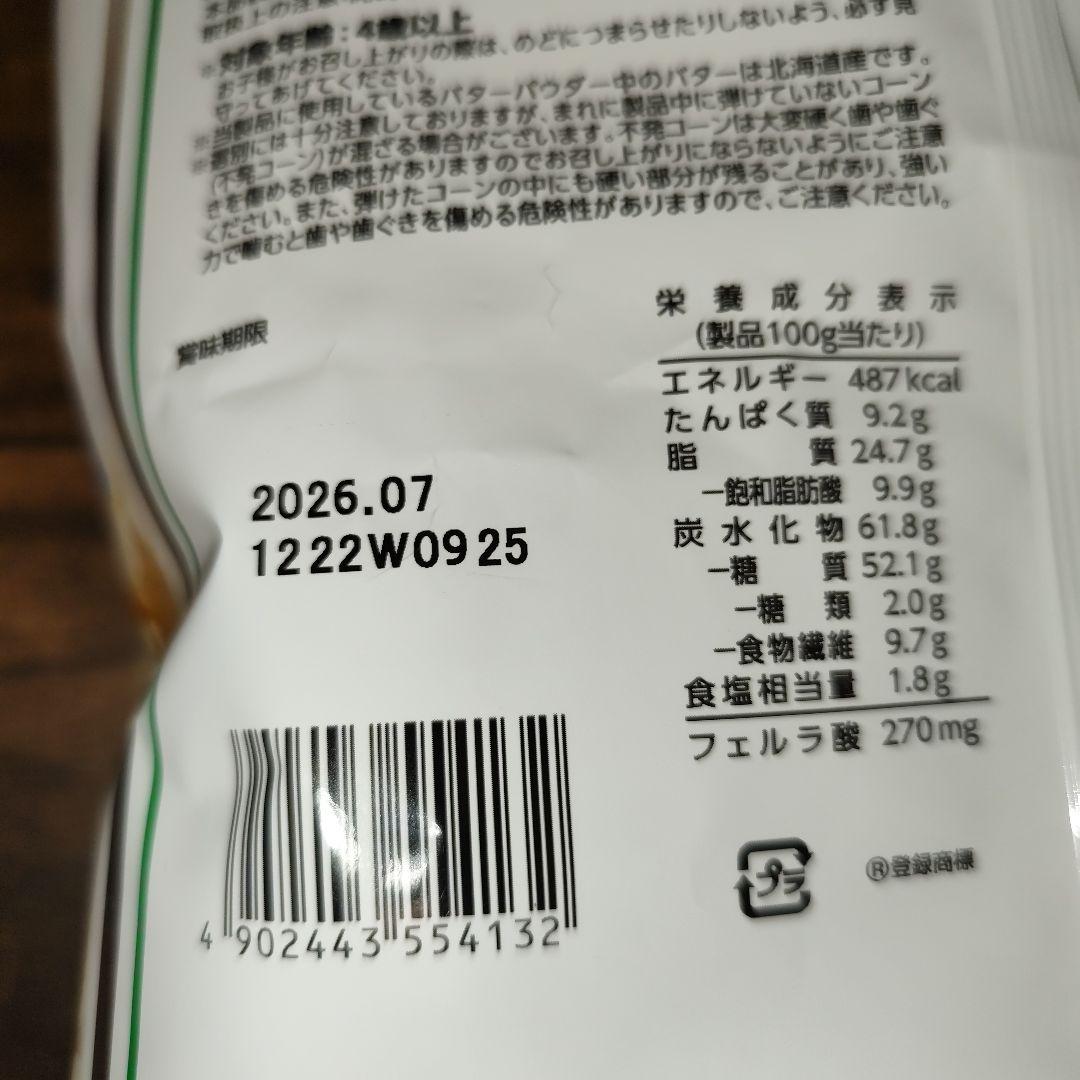 ※対象年齢：4歳以上
お子様がお召し上がりの際は、のどにつまらせたりしないよう、必ず見
守ってあげてください。
※当製品に使用しているバターパウダー中のバターは北海道産です。
※選別には十分注意しておりますが、まれに製品中に弾けていないコーン
(不発コーン)が混ざる場合がございます。不発コーンは大変硬く歯や歯ぐ
きを傷める危険性がありますのでお召し上がりにならないようにご注意
ください。また、弾けたコーンの中にも硬い部分が残ることがあり、強い
力で噛むと歯や歯ぐきを傷める危険性がありますので、ご注意ください。
賞味期限
2026.07
1222W0925
栄養成分表示
(製品100g当たり)
エネルギー 487kcal
たんぱく質 9.2g
脂質 24.7g
―飽和脂肪酸 9.9g
炭水化物 61.8g
―糖質 52.1g
―糖類 2.0g
―食物繊維 9.7g
食塩相当量 1.8g
フェルラ酸 270mg
プラ
®登録商標
4 902443 554132